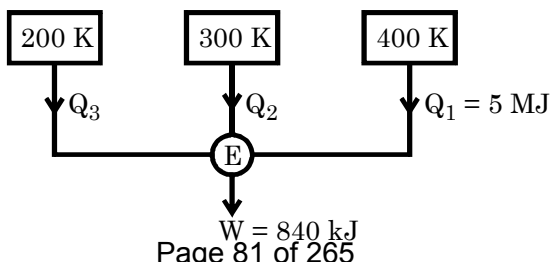 200 K 300 K 400 K
Q3 Q2 Q1 = 5 MJ
E
W = 840 kJ
Page 81 of 265